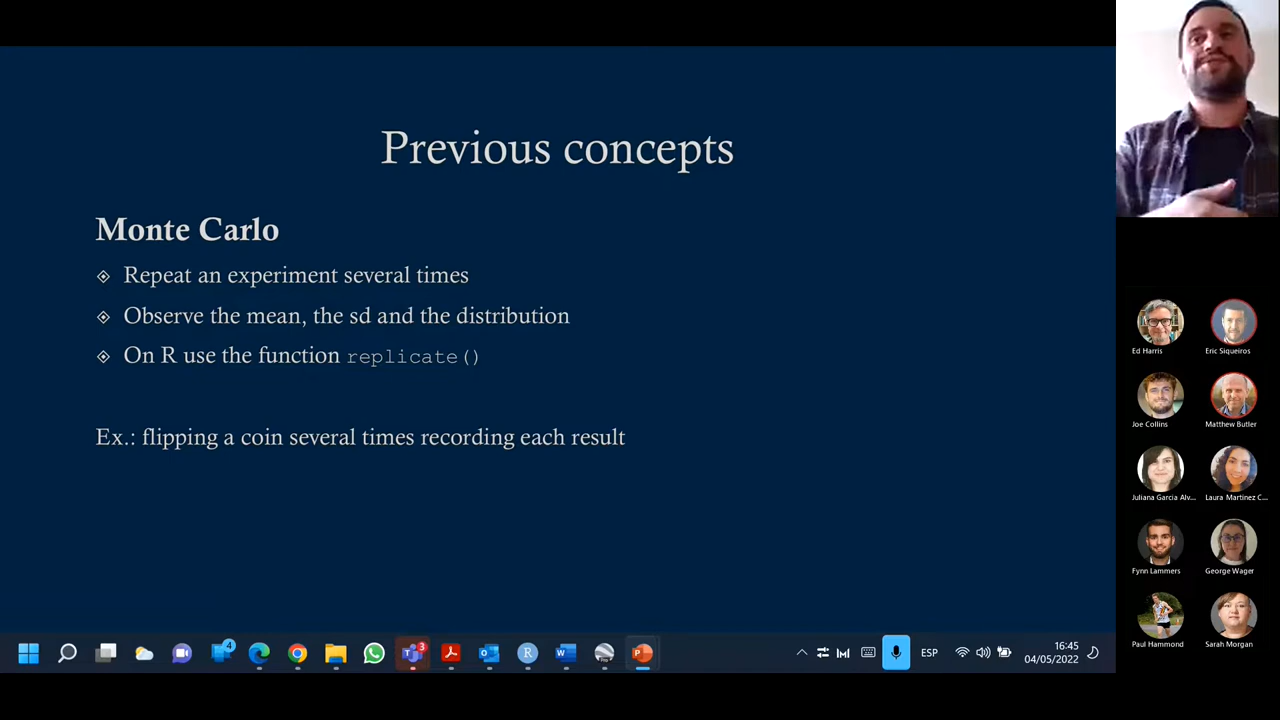 Previous concepts
Monte Carlo
Repeat an experiment several times
Observe the mean, the sd and the distribution
On R use the function replicate()
Ex.: flipping a coin several times recording each result
Ed Harris
Eric Siqueiros
Joe Collins
Matthew Butler
Juliana Garcia Alv...
Laura Martinez C...
Fynn Lammers
George Wager
Paul Hammond
Sarah Morgan
4
3
ESP
16:45
04/05/2022